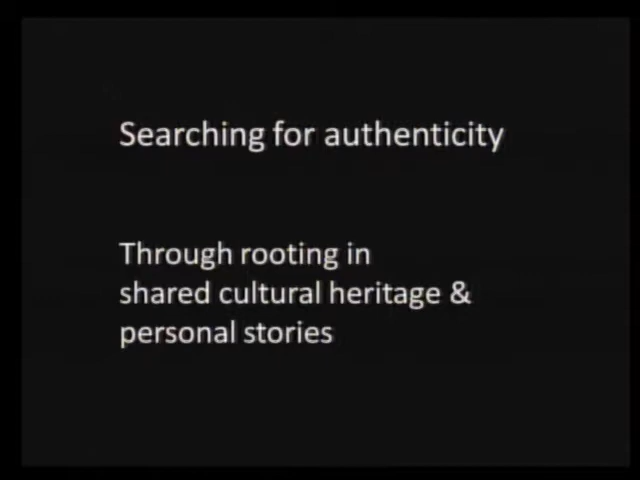 Searching for authenticity
Through rooting in
shared cultural heritage &
personal stories